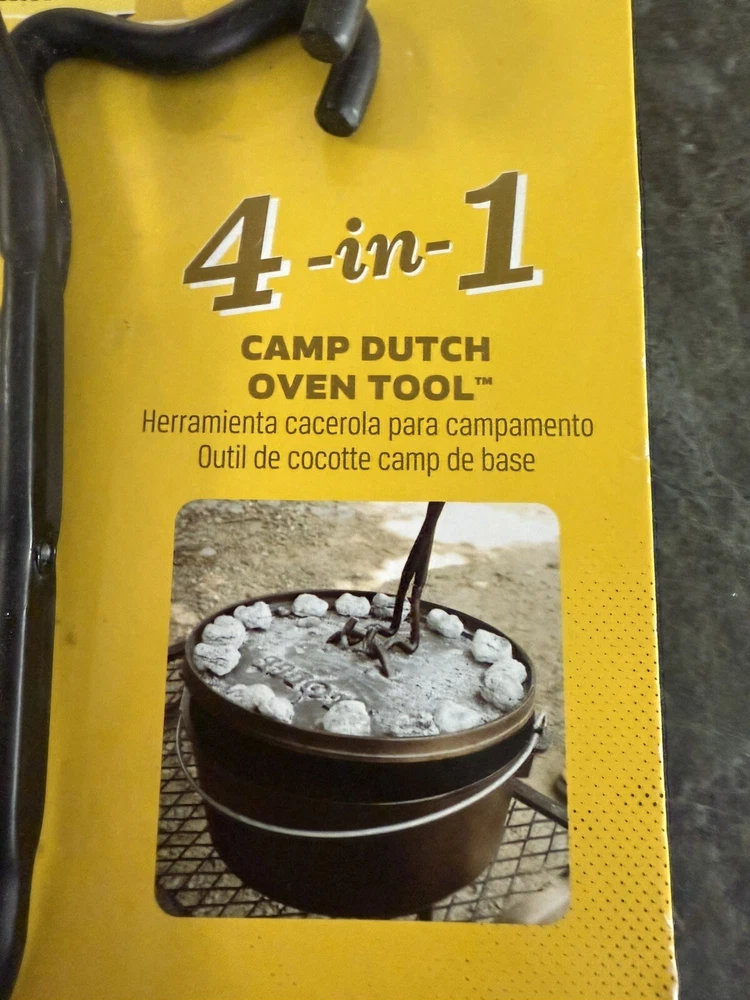 4-in-1
CAMP DUTCH
OVEN TOOL™
Herramienta cacerola para campamento
Outil de cocotte camp de base